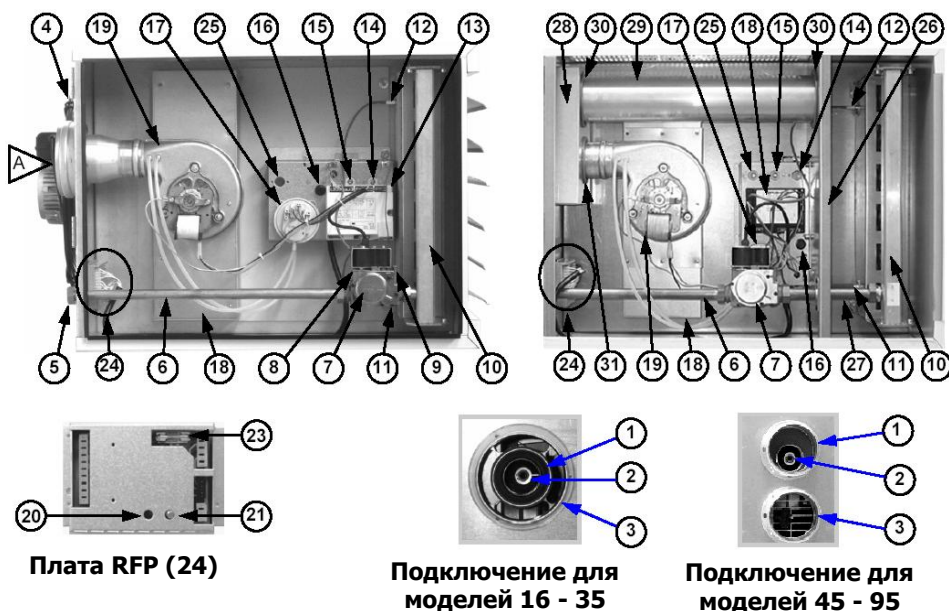 4 19 17 25 16 15 14 12 13
28 30 29 17 25 18 15 30 14 12 26
A
5 24 6 18 8 7 11 9 10
24 31 19 18 6 7 16 27 11 10
23
20
21
Плата RFP (24)
1
2
3
Подключение для
моделей 16 - 35
1
2
3
Подключение для
моделей 45 - 95